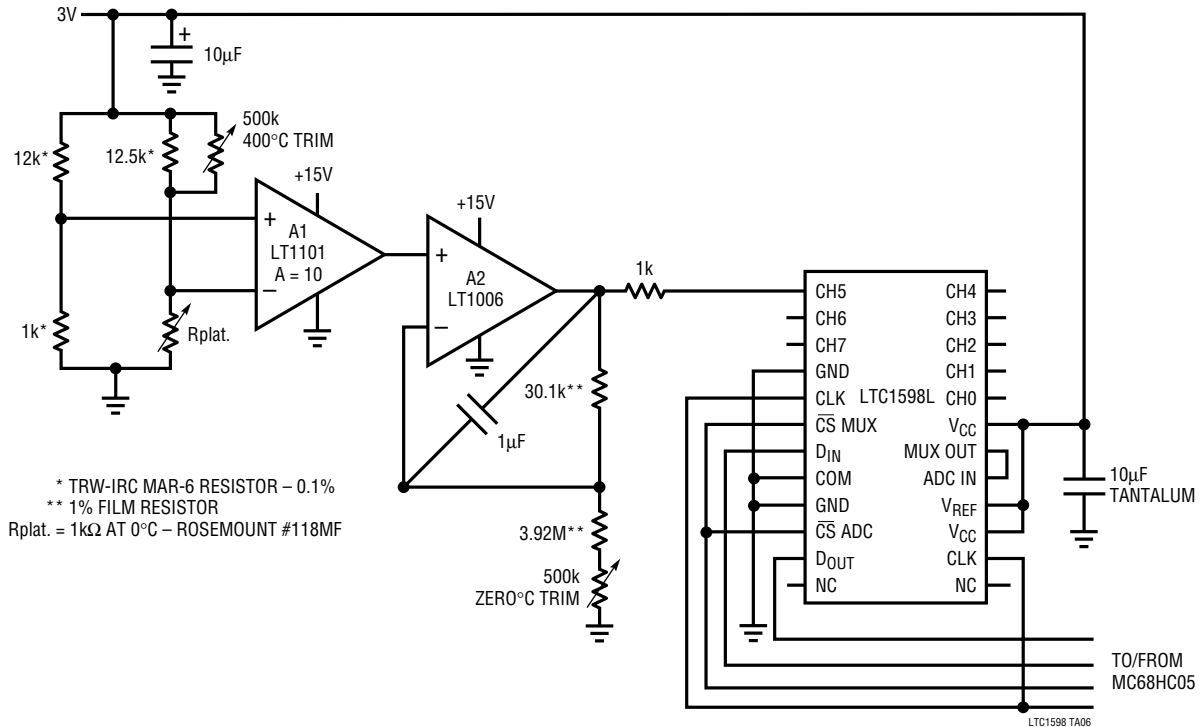 3V
+
10µF
500k
400°C TRIM
12k*
12.5k*
+15V
+
A1
LT1101
A = 10
−
1k*
Rplat.
+15V
+
A2
LT1006
−
1k
30.1k**
1µF
3.92M**
500k
ZERO°C TRIM
* TRW-IRC MAR-6 RESISTOR – 0.1%
** 1% FILM RESISTOR
Rplat. = 1kΩ AT 0°C – ROSEMOUNT #118MF
CH5
CH6
CH7
GND
CLK
C̅S̅ MUX
DIN
COM
GND
C̅S̅ ADC
DOUT
NC
LTC1598L
CH4
CH3
CH2
CH1
CH0
VCC
MUX OUT
ADC IN
VREF
VCC
CLK
NC
10µF
TANTALUM
TO/FROM
MC68HC05
LTC1598 TA06